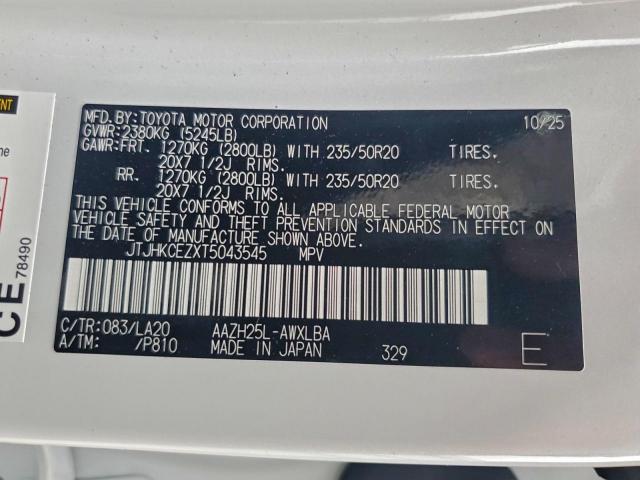 MFD.BY:TOYOTA MOTOR CORPORATION 10/25
GVWR:2380KG (5245LB)
GAWR:FRT. 1270KG (2800LB) WITH 235/50R20 TIRES.
20X7 1/2J RIMS.
RR. 1270KG (2800LB) WITH 235/50R20 TIRES.
20X7 1/2J RIMS.
THIS VEHICLE CONFORMS TO ALL APPLICABLE FEDERAL MOTOR
VEHICLE SAFETY AND THEFT PREVENTION STANDARDS IN EFFECT ON
THE DATE OF MANUFACTURE SHOWN ABOVE.
JTJHKCEZXT5043545 MPV
C/TR:083/LA20 AAZH25L-AWXLBA
A/TM: /P810 MADE IN JAPAN 329 E
CE
78490